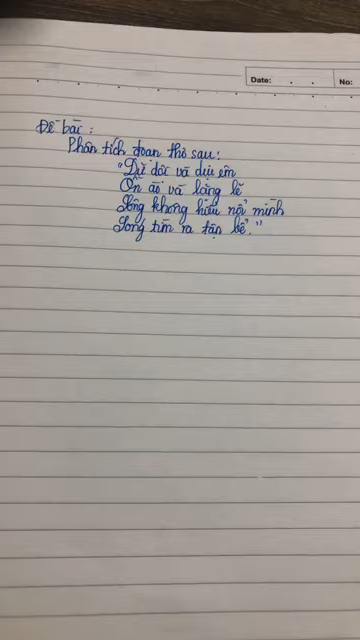 Date: . .
No:
Đề bài:
Phân tích đoạn thơ sau:
"Dữ dội và dịu êm
Ồn ào và lặng lẽ
Sông không hiểu nổi mình
Sóng tìm ra tận bể."